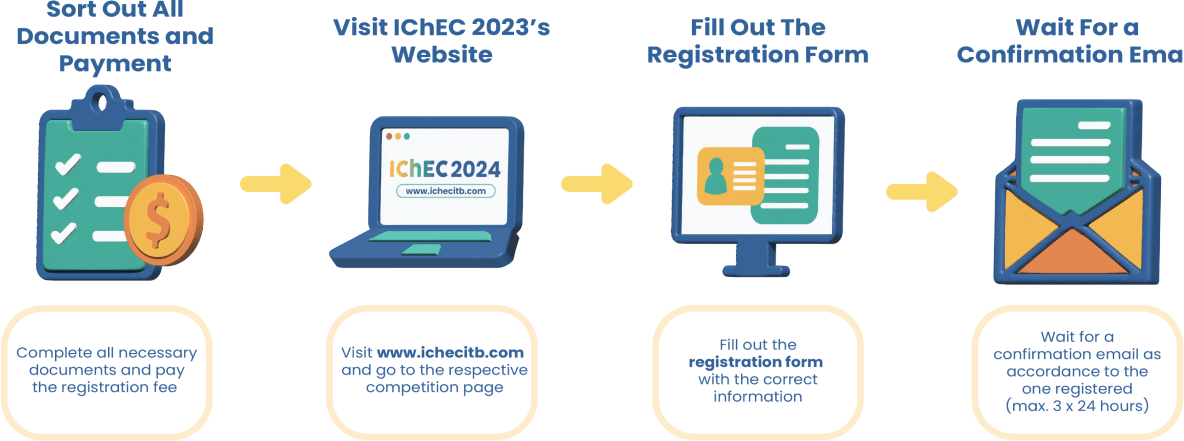 Sort Out All
Documents and
Payment
Visit IChEC 2023's
Website
Fill Out The
Registration Form
Wait For a
Confirmation Ema
IChEC 2024
www.ichecitb.com
$
Complete all necessary
documents and pay
the registration fee
Visit www.ichecitb.com
and go to the respective
competition page
Fill out the
registration form
with the correct
information
Wait for a
confirmation email as
accordance to the
one registered
(max. 3 x 24 hours)